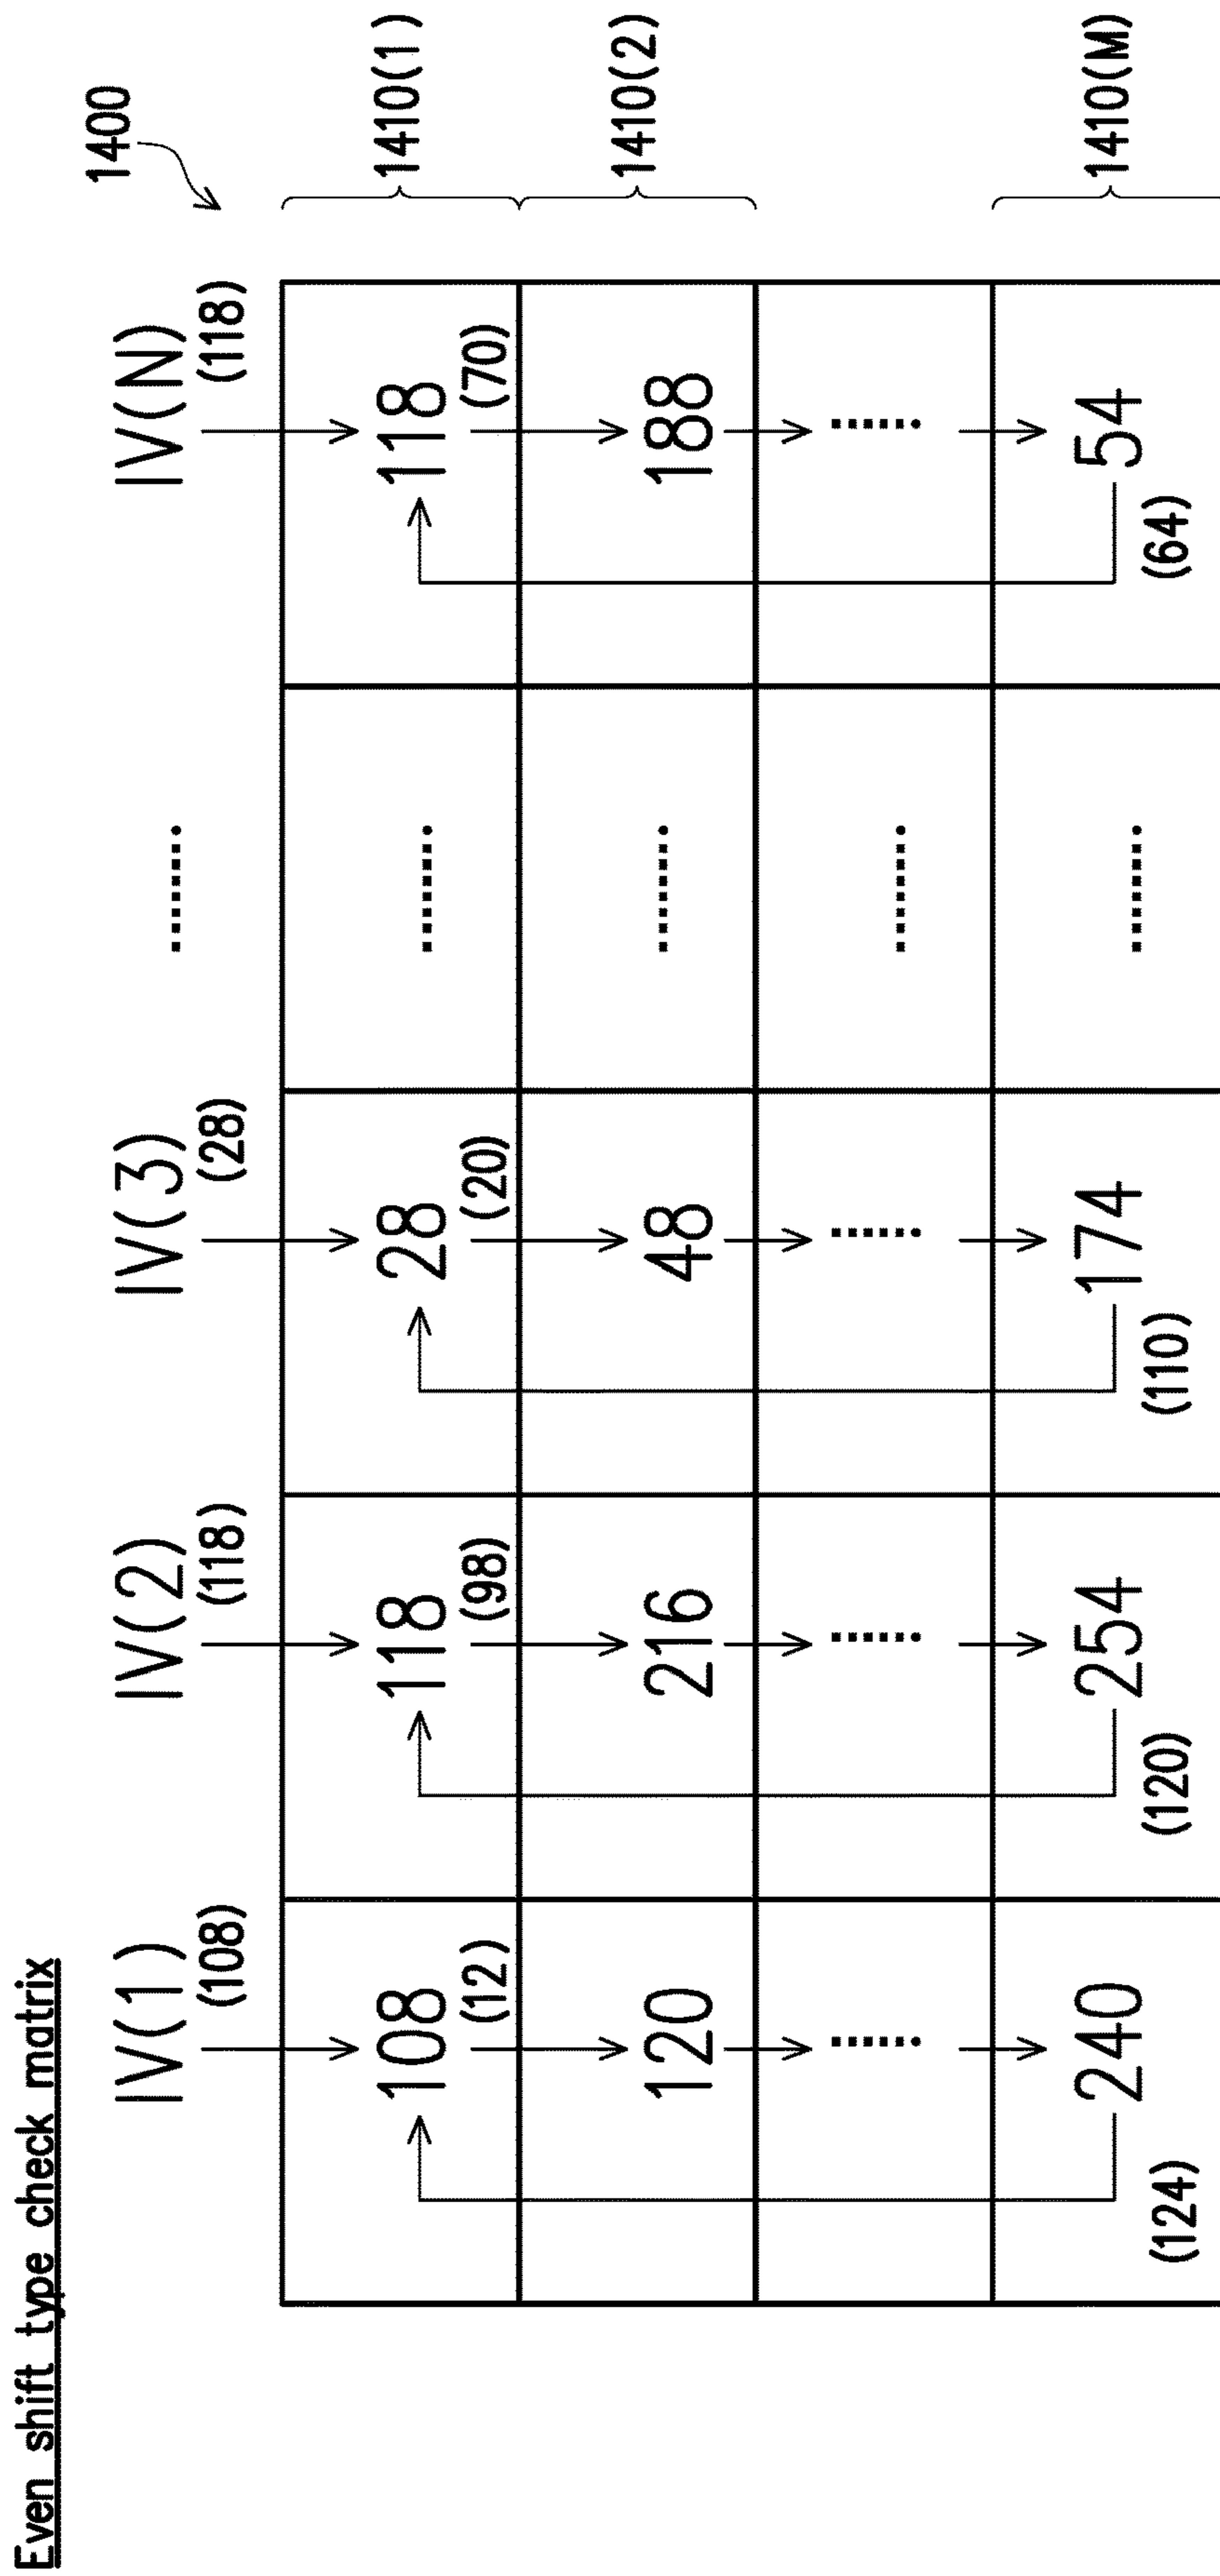 Even shift type check matrix
1400
IV(1) IV(2) IV(3) ....... IV(N)
(108) (118) (28) (118)
108 118 28 ....... 118 1410(1)
(12) (98) (20) (70)
120 216 48 ....... 188 1410(2)
...... ...... ...... ....... ......
240 254 174 ....... 54 1410(M)
(124) (120) (110) (64)